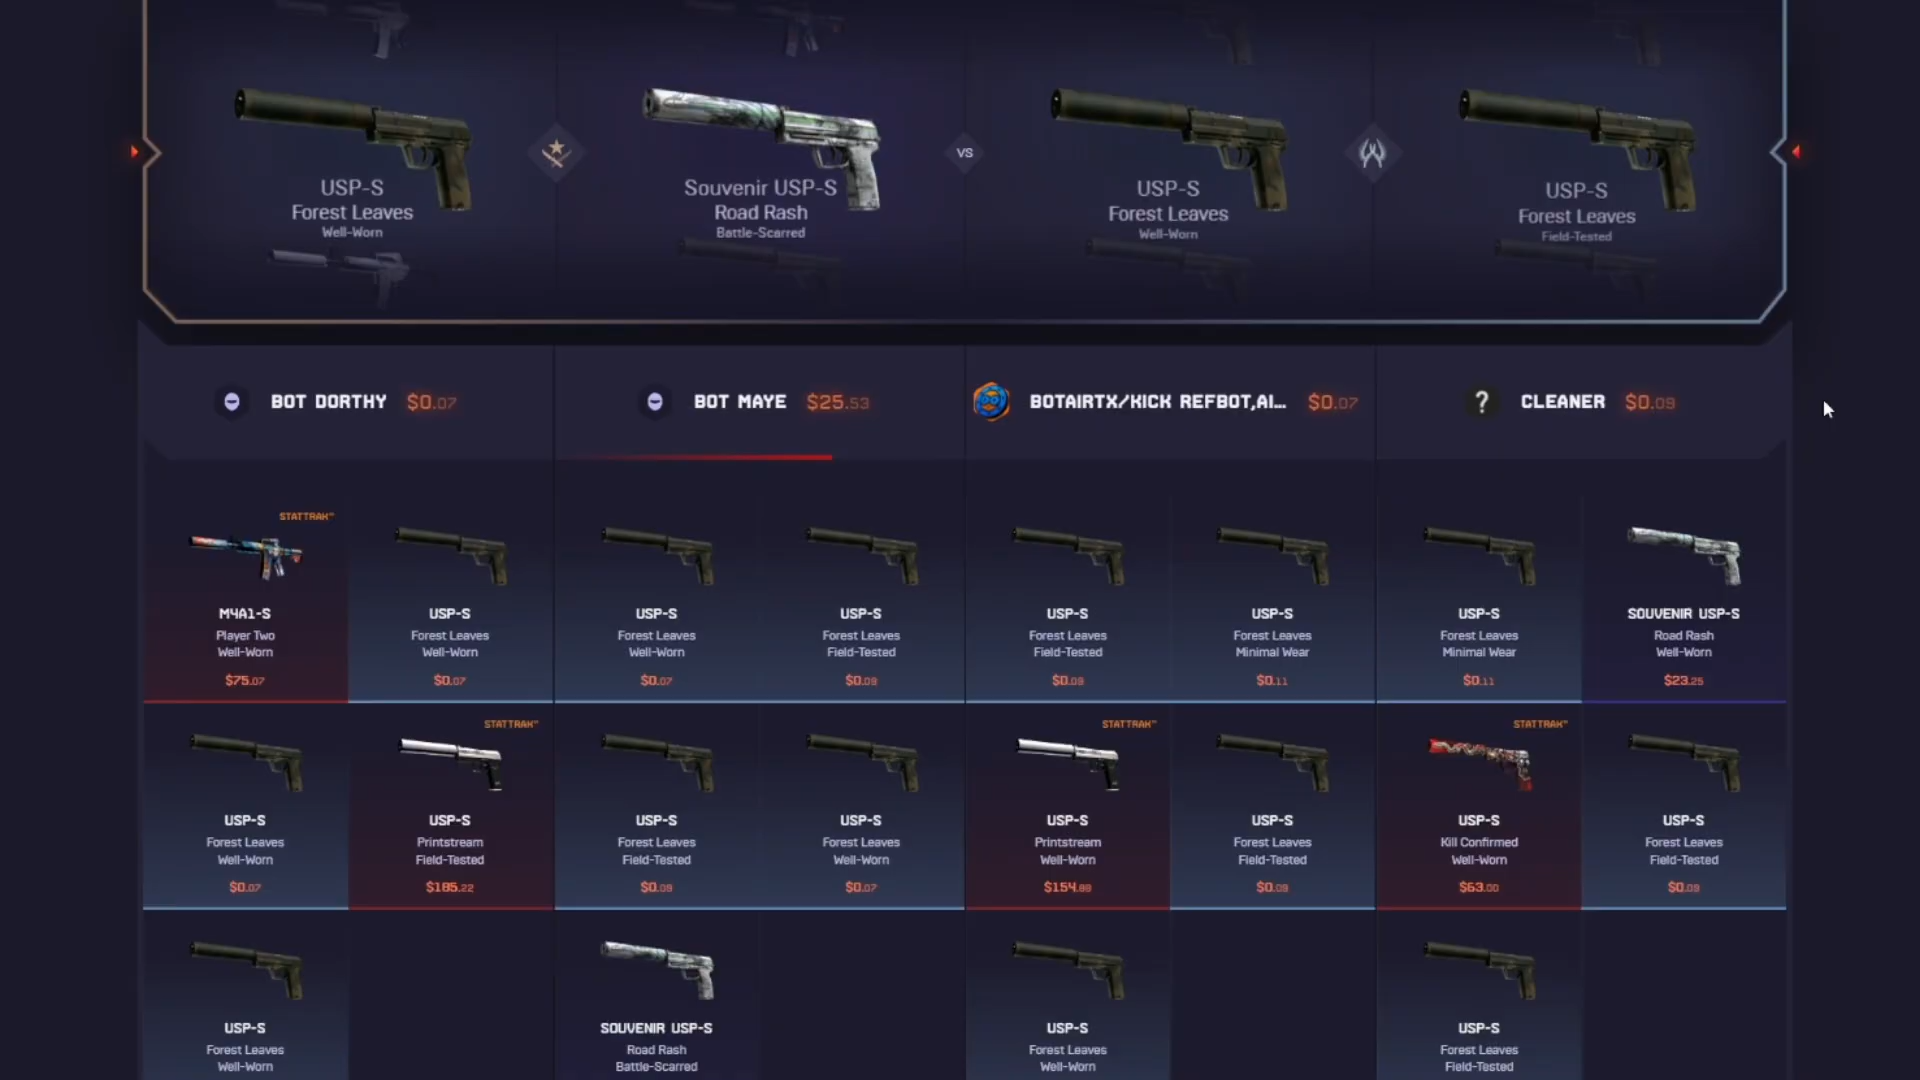 USP-S
Forest Leaves
Well-Worn
Souvenir USP-S
Road Rash
Battle-Scarred
VS
USP-S
Forest Leaves
Well-Worn
USP-S
Forest Leaves
Field-Tested
BOT DORTHY $0.07
BOT MAYE $25.53
BOTAIRTX/KICK REFBOT,AI... $0.07
? CLEANER $0.09
STATTRAK™
M4A1-S
Player Two
Well-Worn
$75.07
USP-S
Forest Leaves
Well-Worn
$0.07
USP-S
Forest Leaves
Well-Worn
$0.07
USP-S
Forest Leaves
Field-Tested
$0.09
USP-S
Forest Leaves
Field-Tested
$0.09
USP-S
Forest Leaves
Minimal Wear
$0.11
USP-S
Forest Leaves
Minimal Wear
$0.11
SOUVENIR USP-S
Road Rash
Well-Worn
$23.25
USP-S
Forest Leaves
Well-Worn
$0.07
STATTRAK™
USP-S
Printstream
Field-Tested
$185.22
USP-S
Forest Leaves
Field-Tested
$0.09
USP-S
Forest Leaves
Well-Worn
$0.07
STATTRAK™
USP-S
Printstream
Well-Worn
$154.89
USP-S
Forest Leaves
Field-Tested
$0.09
STATTRAK™
USP-S
Kill Confirmed
Well-Worn
$63.00
USP-S
Forest Leaves
Field-Tested
$0.09
USP-S
Forest Leaves
Well-Worn
SOUVENIR USP-S
Road Rash
Battle-Scarred
USP-S
Forest Leaves
Well-Worn
USP-S
Forest Leaves
Field-Tested